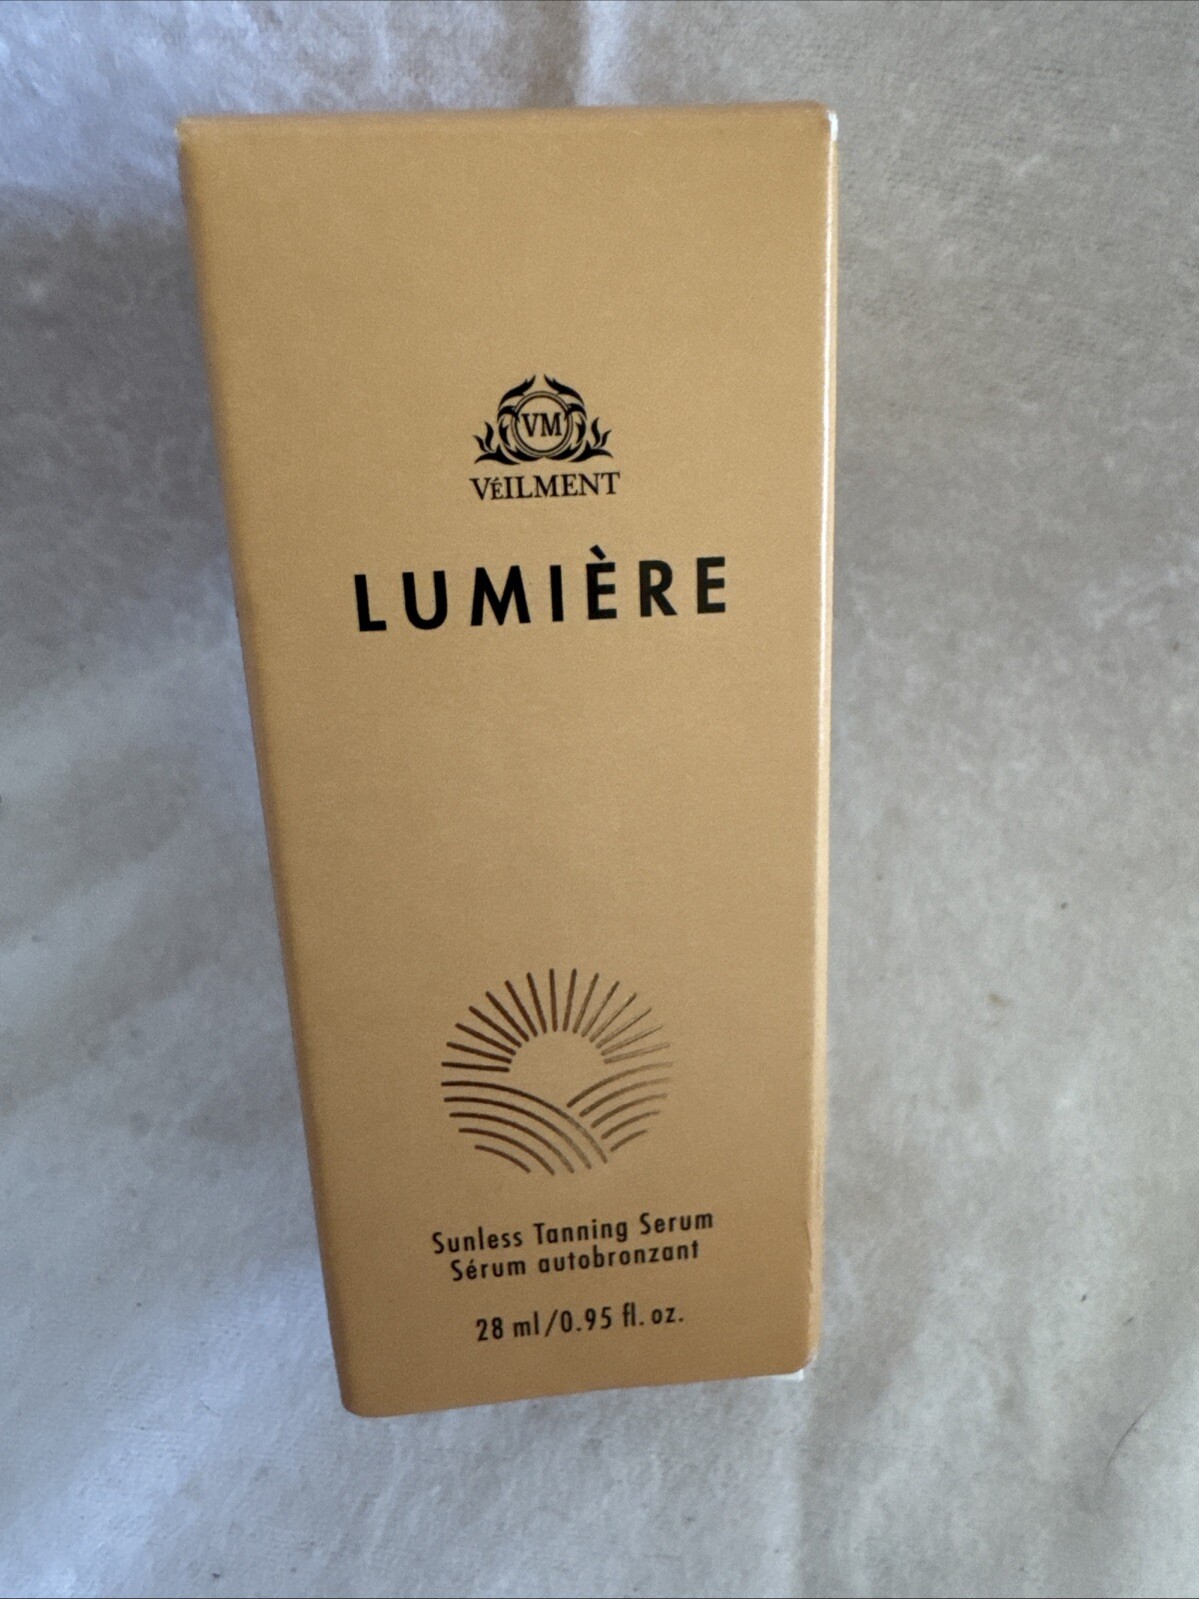 VM
VÉILMENT
LUMIÈRE
Sunless Tanning Serum
Sérum autobronzant
28 ml/0.95 fl. oz.